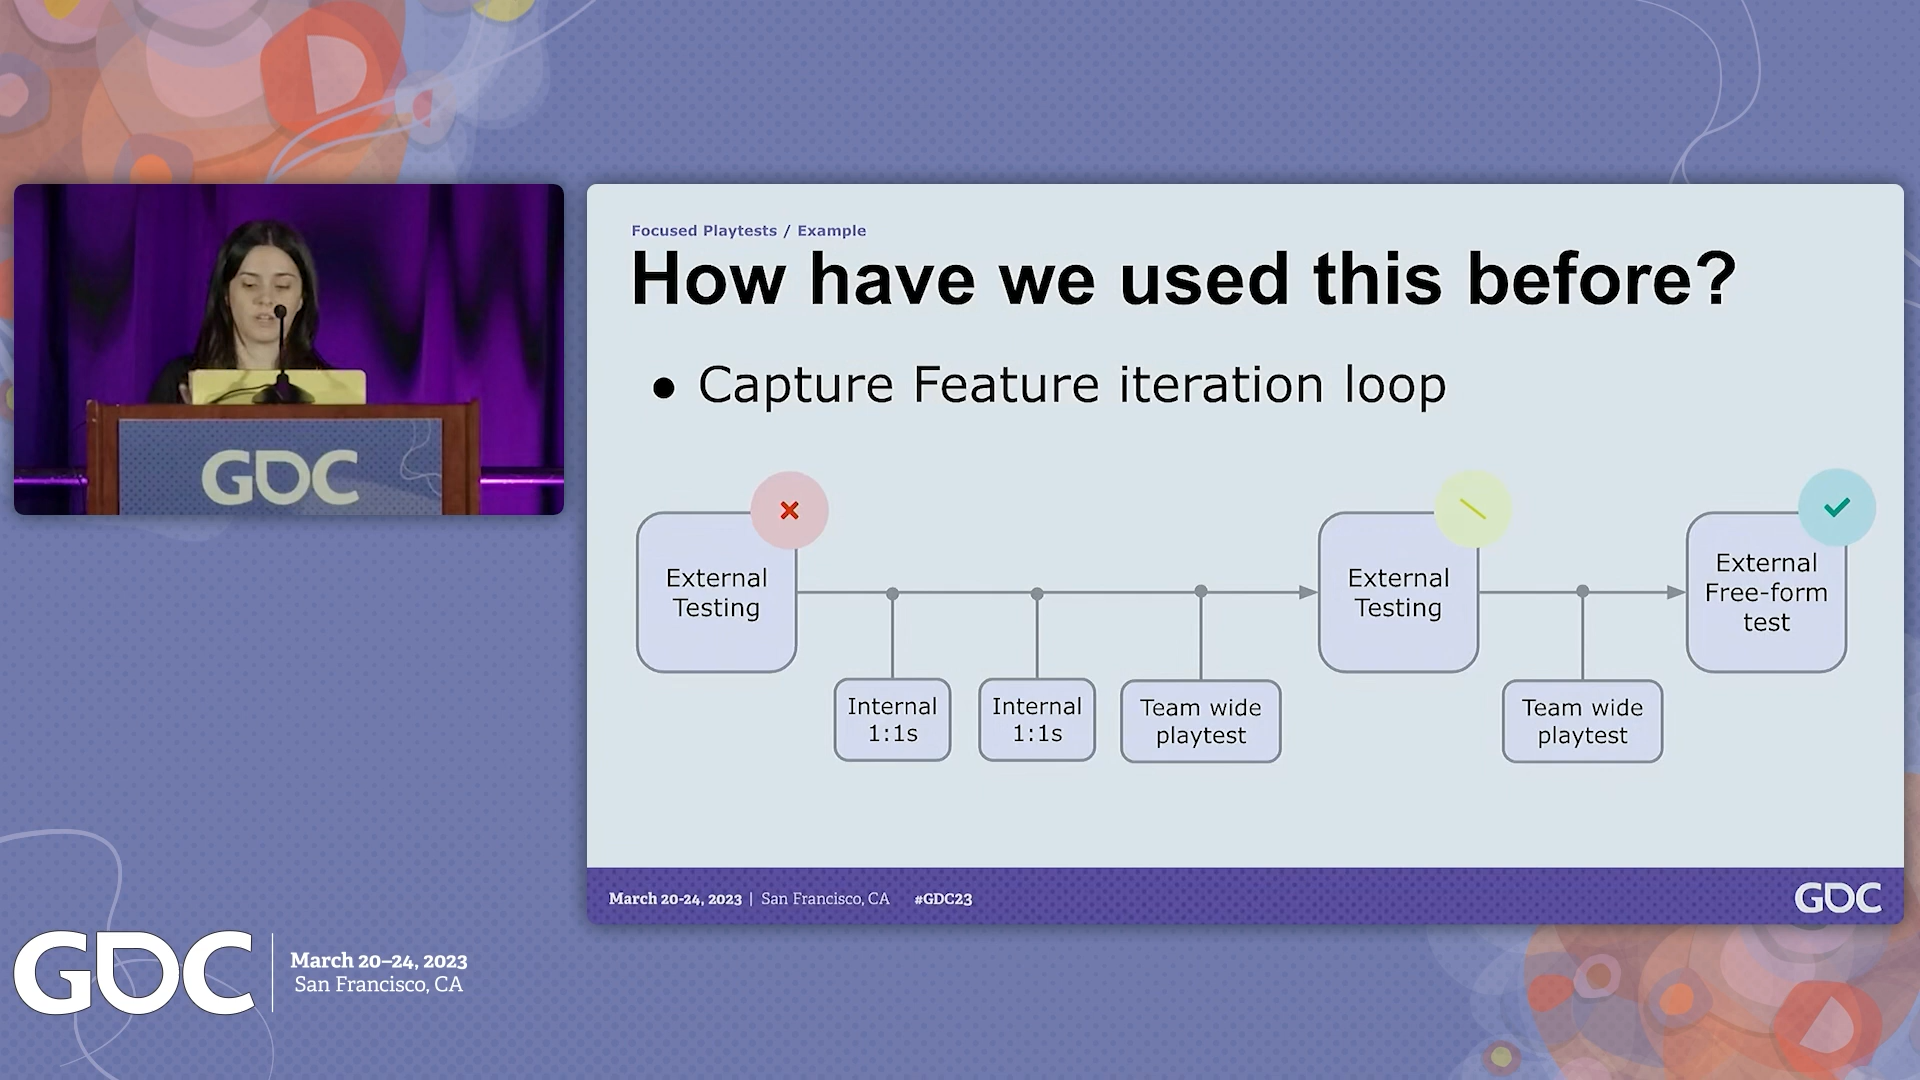 GDC
Focused Playtests / Example
How have we used this before?
● Capture Feature iteration loop
External
Testing
Internal
1:1s
Internal
1:1s
Team wide
playtest
External
Testing
Team wide
playtest
External
Free-form
test
March 20-24, 2023 | San Francisco, CA #GDC23
GDC
GDC
March 20–24, 2023
San Francisco, CA